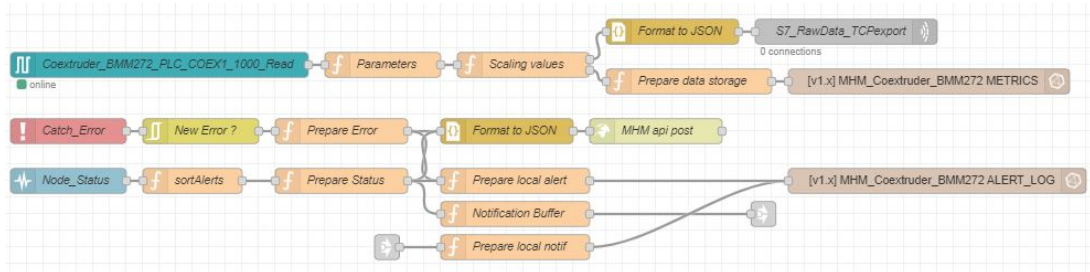 Format to JSON
S7_RawData_TCPexport
0 connections
Coextruder_BMM272_PLC_COEX1_1000_Read
Parameters
Scaling values
online
Prepare data storage
[v1.x] MHM_Coextruder_BMM272 METRICS
Catch_Error
New Error ?
Prepare Error
Format to JSON
MHM api post
Node_Status
sortAlerts
Prepare Status
Prepare local alert
[v1.x] MHM_Coextruder_BMM272 ALERT_LOG
Notification Buffer
Prepare local notif